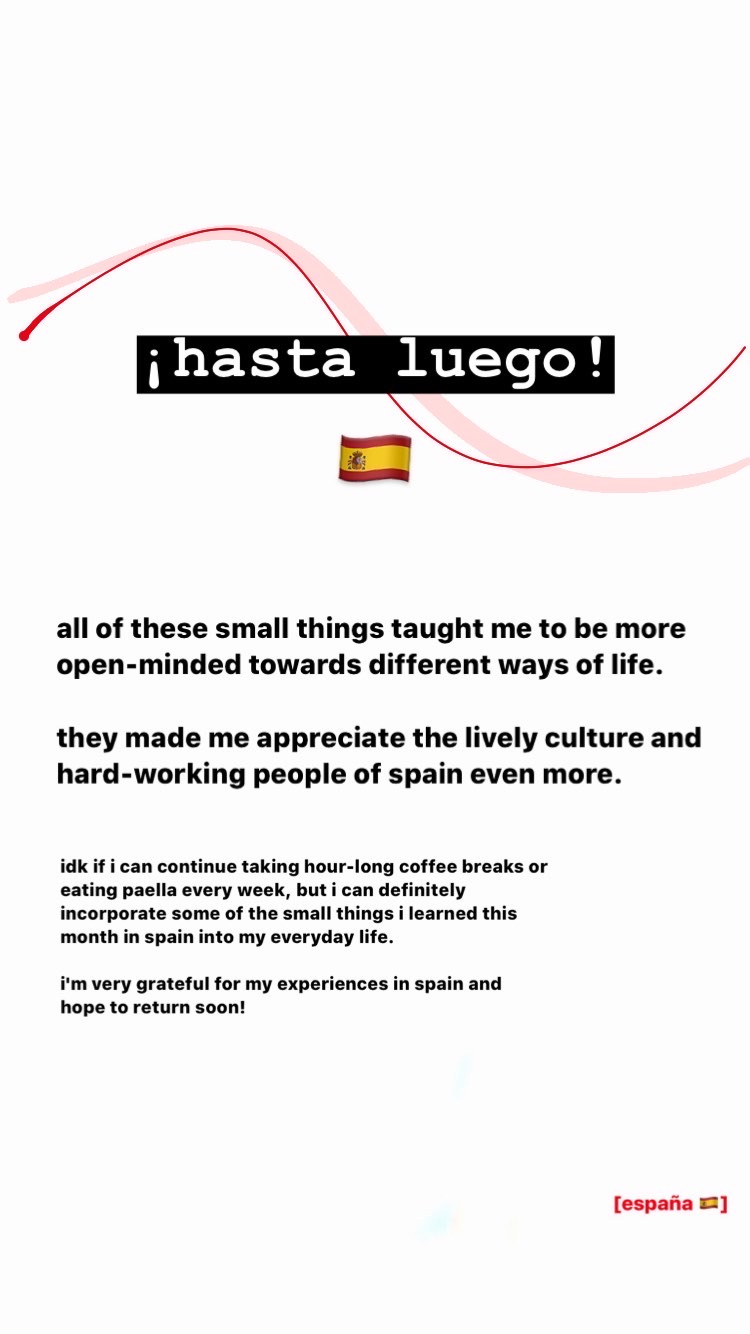 ¡hasta luego!
🇪🇸
all of these small things taught me to be more
open-minded towards different ways of life.
they made me appreciate the lively culture and
hard-working people of spain even more.
idk if i can continue taking hour-long coffee breaks or
eating paella every week, but i can definitely
incorporate some of the small things i learned this
month in spain into my everyday life.
i'm very grateful for my experiences in spain and
hope to return soon!
[españa 🇪🇸]